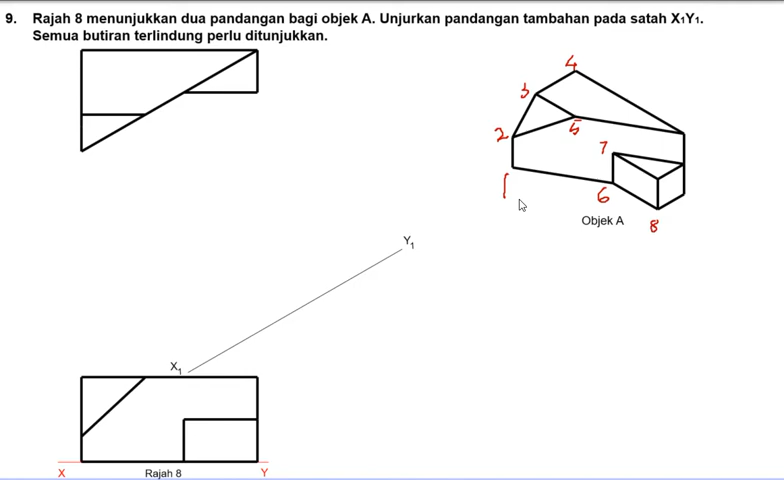 9. Rajah 8 menunjukkan dua pandangan bagi objek A. Unjurkan pandangan tambahan pada satah X₁Y₁.
Semua butiran terlindung perlu ditunjukkan.
4
3
2
5
7
1
6
Objek A
8
Y₁
X₁
X
Rajah 8
Y